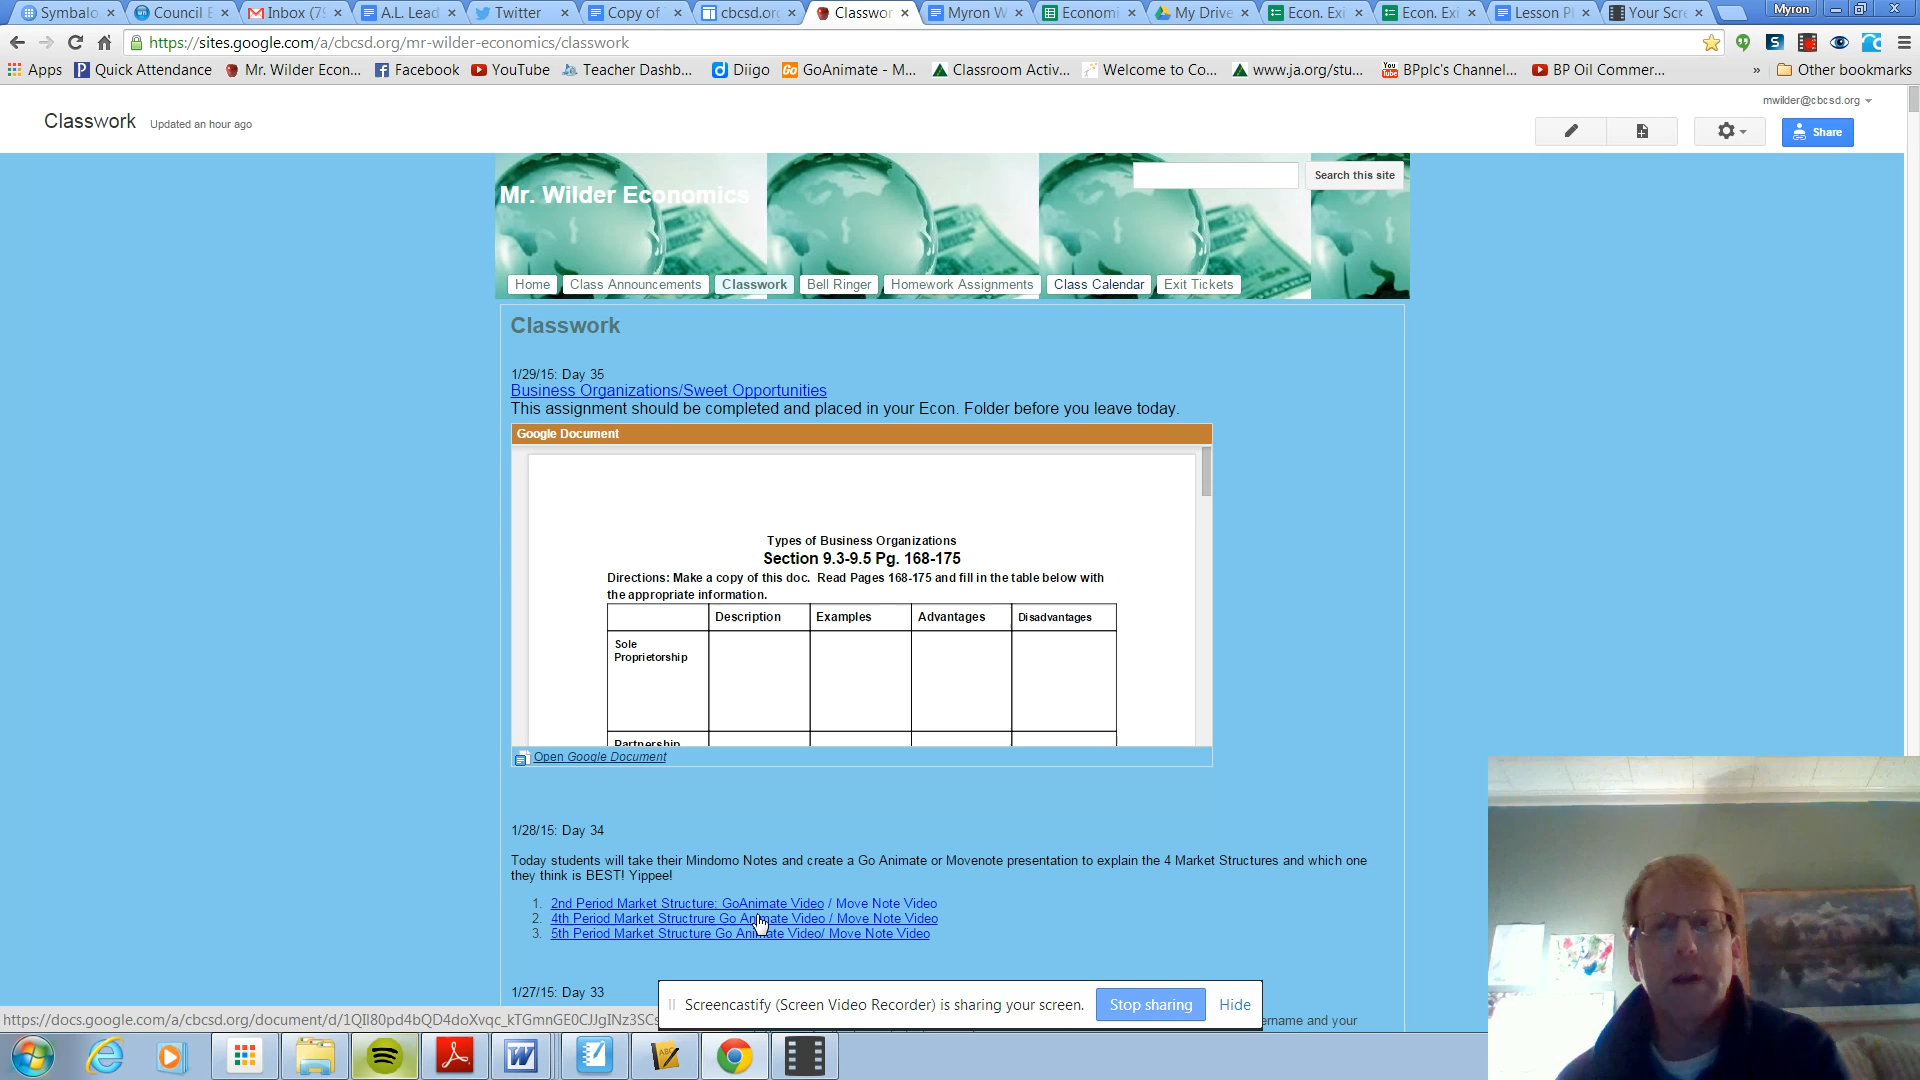 Symbalo
Council E
Inbox (79
A.L. Lead
Twitter
Copy of
cbcsd.or
Classwor
Myron W
Economi
My Drive
Econ. Exi
Econ. Exi
Lesson Pl
Your Scre
Myron
https://sites.google.com/a/cbcsd.org/mr-wilder-economics/classwork
Apps
Quick Attendance
Mr. Wilder Econ...
Facebook
YouTube
Teacher Dashb...
Diigo
GoAnimate - M...
Classroom Activ...
Welcome to Co...
www.ja.org/stu...
BPplc's Channel...
BP Oil Commer...
»
Other bookmarks
mwilder@cbcsd.org
Classwork Updated an hour ago
Share
Mr. Wilder Economics
Search this site
Home
Class Announcements
Classwork
Bell Ringer
Homework Assignments
Class Calendar
Exit Tickets
Classwork
1/29/15: Day 35
Business Organizations/Sweet Opportunities
This assignment should be completed and placed in your Econ. Folder before you leave today.
Google Document
Types of Business Organizations
Section 9.3-9.5 Pg. 168-175
Directions: Make a copy of this doc. Read Pages 168-175 and fill in the table below with
the appropriate information.
Description Examples Advantages Disadvantages
Sole
Proprietorship
Partnership
Open Google Document
1/28/15: Day 34
Today students will take their Mindomo Notes and create a Go Animate or Movenote presentation to explain the 4 Market Structures and which one
they think is BEST! Yippee!
1. 2nd Period Market Structure: GoAnimate Video / Move Note Video
2. 4th Period Market Structrure Go Animate Video / Move Note Video
3. 5th Period Market Structure Go Animate Video/ Move Note Video
1/27/15: Day 33
Screencastify (Screen Video Recorder) is sharing your screen.
Stop sharing
Hide
ername and your